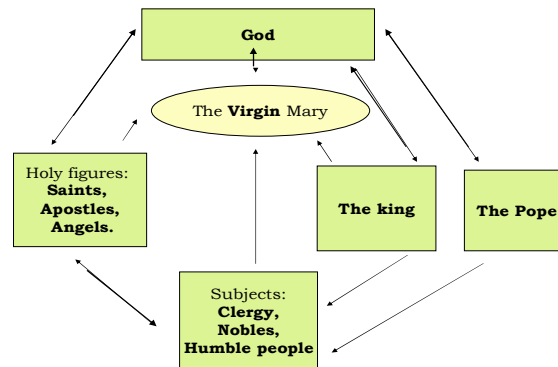 God
The Virgin Mary
Holy figures:
Saints,
Apostles,
Angels.
The king
The Pope
Subjects:
Clergy,
Nobles,
Humble people